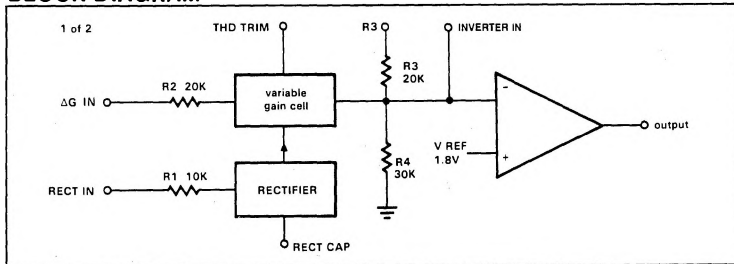 1 of 2
THD TRIM
R3
INVERTER IN
R3
20K
R2 20K
ΔG IN
variable
gain cell
−
output
V REF
1.8V
+
R4
30K
R1 10K
RECT IN
RECTIFIER
RECT CAP